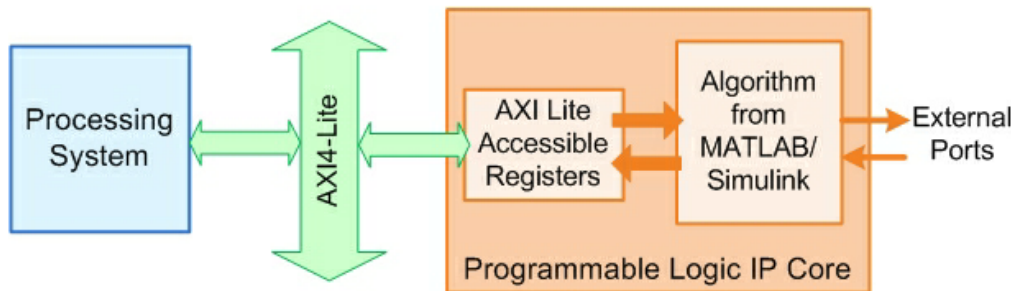 Processing
System
AXI4-Lite
AXI Lite
Accessible
Registers
Algorithm
from
MATLAB/
Simulink
External
Ports
Programmable Logic IP Core